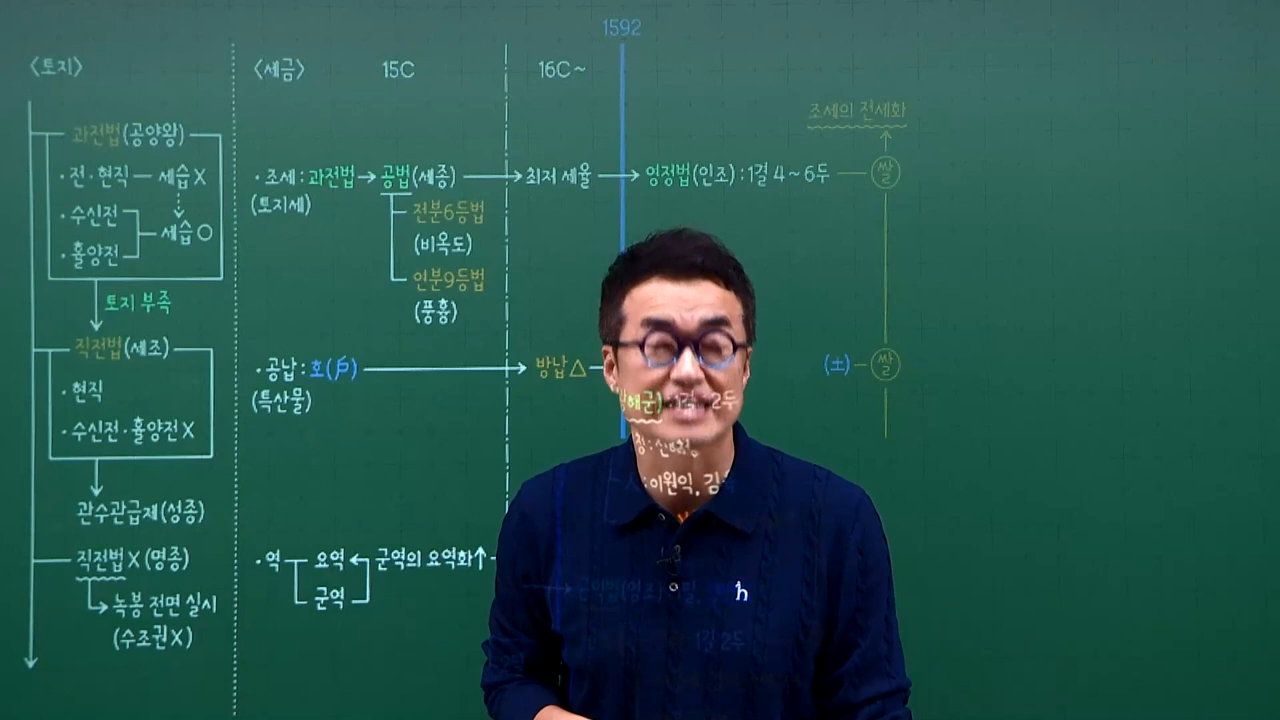 1592
〈토지〉
과전법(공양왕)
·전·현직 — 세습X
·수신전
·휼양전
세습○
토지 부족
직전법(세조)
·현직
·수신전·휼양전X
관수관급제(성종)
직전법X(명종)
녹봉 전면 실시
(수조권X)
〈세금〉 15C 16C~
조세의 전세화
·조세: 과전법→공법(세종) → 최저 세율 → 영정법(인조): 1결 4~6두 — 쌀
(토지세)
전분6등법
(비옥도)
연분9등법
(풍흉)
·공납: 호(戶) → 방납△ (土) — 쌀
(특산물)
2두
이원익, 김육
·역 요역 ← 군역의 요역화↑
군역
1결 2두